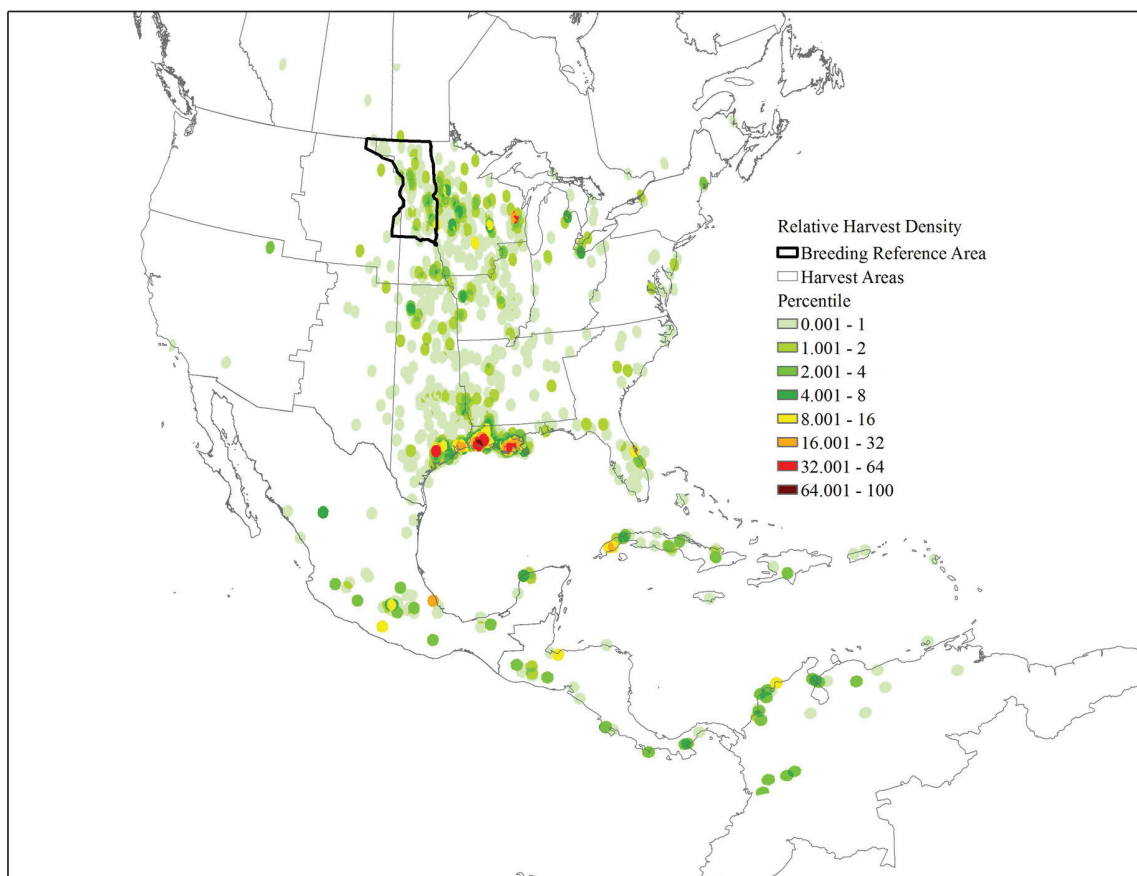 Relative Harvest Density
Breeding Reference Area
Harvest Areas
Percentile
0.001 - 1
1.001 - 2
2.001 - 4
4.001 - 8
8.001 - 16
16.001 - 32
32.001 - 64
64.001 - 100